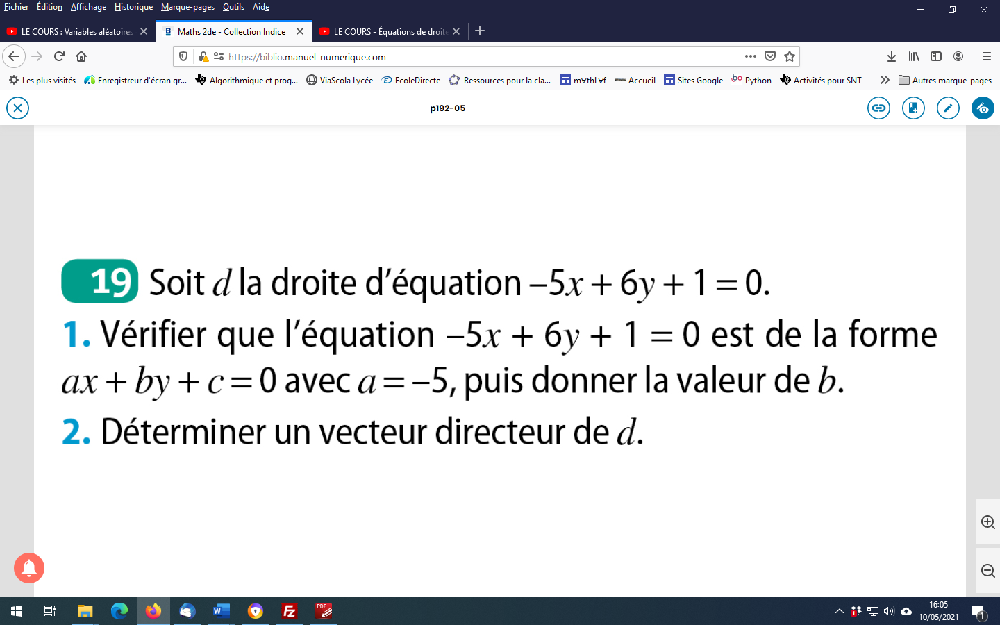 Fichier Édition Affichage Historique Marque-pages Outils Aide
LE COURS : Variables aléatoires Maths 2de - Collection Indice LE COURS - Équations de droite
https://biblio.manuel-numerique.com
Les plus visités Enregistreur d'écran gr... Algorithmique et prog... ViaScola Lycée EcoleDirecte Ressources pour la cla... m∀thL∀f Accueil Sites Google Python Activités pour SNT Autres marque-pages
p192-05
19 Soit d la droite d'équation –5x + 6y + 1 = 0.
1. Vérifier que l'équation –5x + 6y + 1 = 0 est de la forme
ax + by + c = 0 avec a = –5, puis donner la valeur de b.
2. Déterminer un vecteur directeur de d.
16:05
10/05/2021